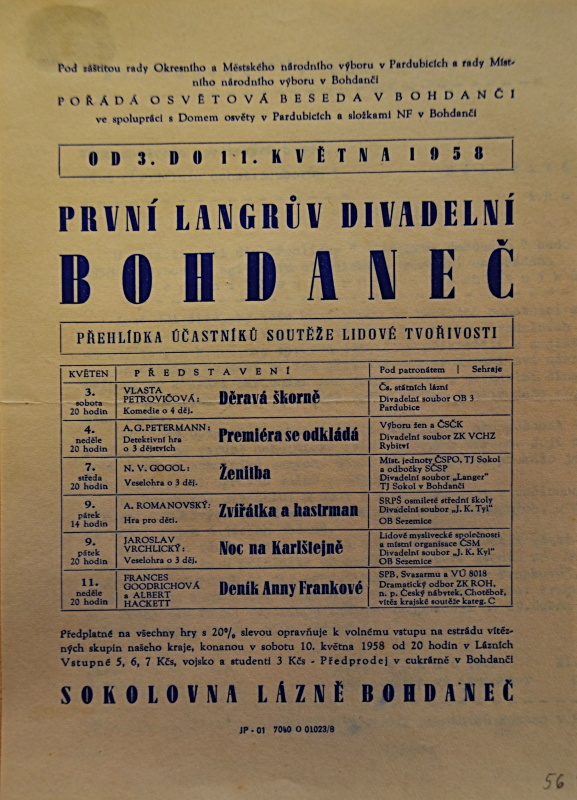 Pod záštitou rady Okresního a Městského národního výboru v Pardubicích a rady Míst-
ního národního výboru v Bohdanči
POŘÁDÁ OSVĚTOVÁ BESEDA V BOHDANČI
ve spolupráci s Domem osvěty v Pardubicích a složkami NF v Bohdanči
OD 3. DO 11. KVĚTNA 1958
PRVNÍ LANGRŮV DIVADELNÍ
BOHDANEČ
PŘEHLÍDKA ÚČASTNÍKŮ SOUTĚŽE LIDOVÉ TVOŘIVOSTI
KVĚTEN PŘEDSTAVENÍ Pod patronátem: Sehraje
3.
sobota
20 hodin
VLASTA
PETROVIČOVÁ:
Komedie o 4 děj.
Děravá škorně
Čs. státních lázní
Divadelní soubor OB 3
Pardubice
4.
neděle
20 hodin
A. G. PETERMANN:
Detektivní hra
o 3 dějstvích
Premiéra se odkládá
Výboru žen a ČSČK
Divadelní soubor ZK VCHZ
Rybitví
7.
středa
20 hodin
N. V. GOGOL:
Veselohra o 3 děj.
Ženitba
Míst. jednoty ČSPO, TJ Sokol
a odbočky SČSP
Divadelní soubor „Langer"
TJ Sokol v Bohdanči
9.
pátek
14 hodin
A. ROMANOVSKÝ:
Hra pro děti.
Zvířátka a hastrman
SRPŠ osmileté střední školy
Divadelní soubor „J. K. Tyl"
OB Sezemice
9.
pátek
20 hodin
JAROSLAV
VRCHLICKÝ:
Veselohra o 3 děj.
Noc na Karlštejně
Lidové myslivecké společnosti
a místní organisace ČSM
Divadelní soubor „J. K. Kyl"
OB Sezemice
11.
neděle
20 hodin
FRANCES
GOODRICHOVÁ
a ALBERT
HACKETT
Deník Anny Frankové
SPB, Svazarmu a VÚ 8018
Dramatický odbor ZK ROH,
n. p. Český nábytek, Chotěboř,
vítěz krajské soutěže kateg. C
Předplatné na všechny hry s 20% slevou opravňuje k volnému vstupu na estrádu vítěz-
ných skupin našeho kraje, konanou v sobotu 10. května 1958 od 20 hodin v Lázních
Vstupné 5, 6, 7 Kčs, vojsko a studenti 3 Kčs - Předprodej v cukrárně v Bohdanči
SOKOLOVNA LÁZNĚ BOHDANEČ
JP - 01 7040 O 01023/8
56